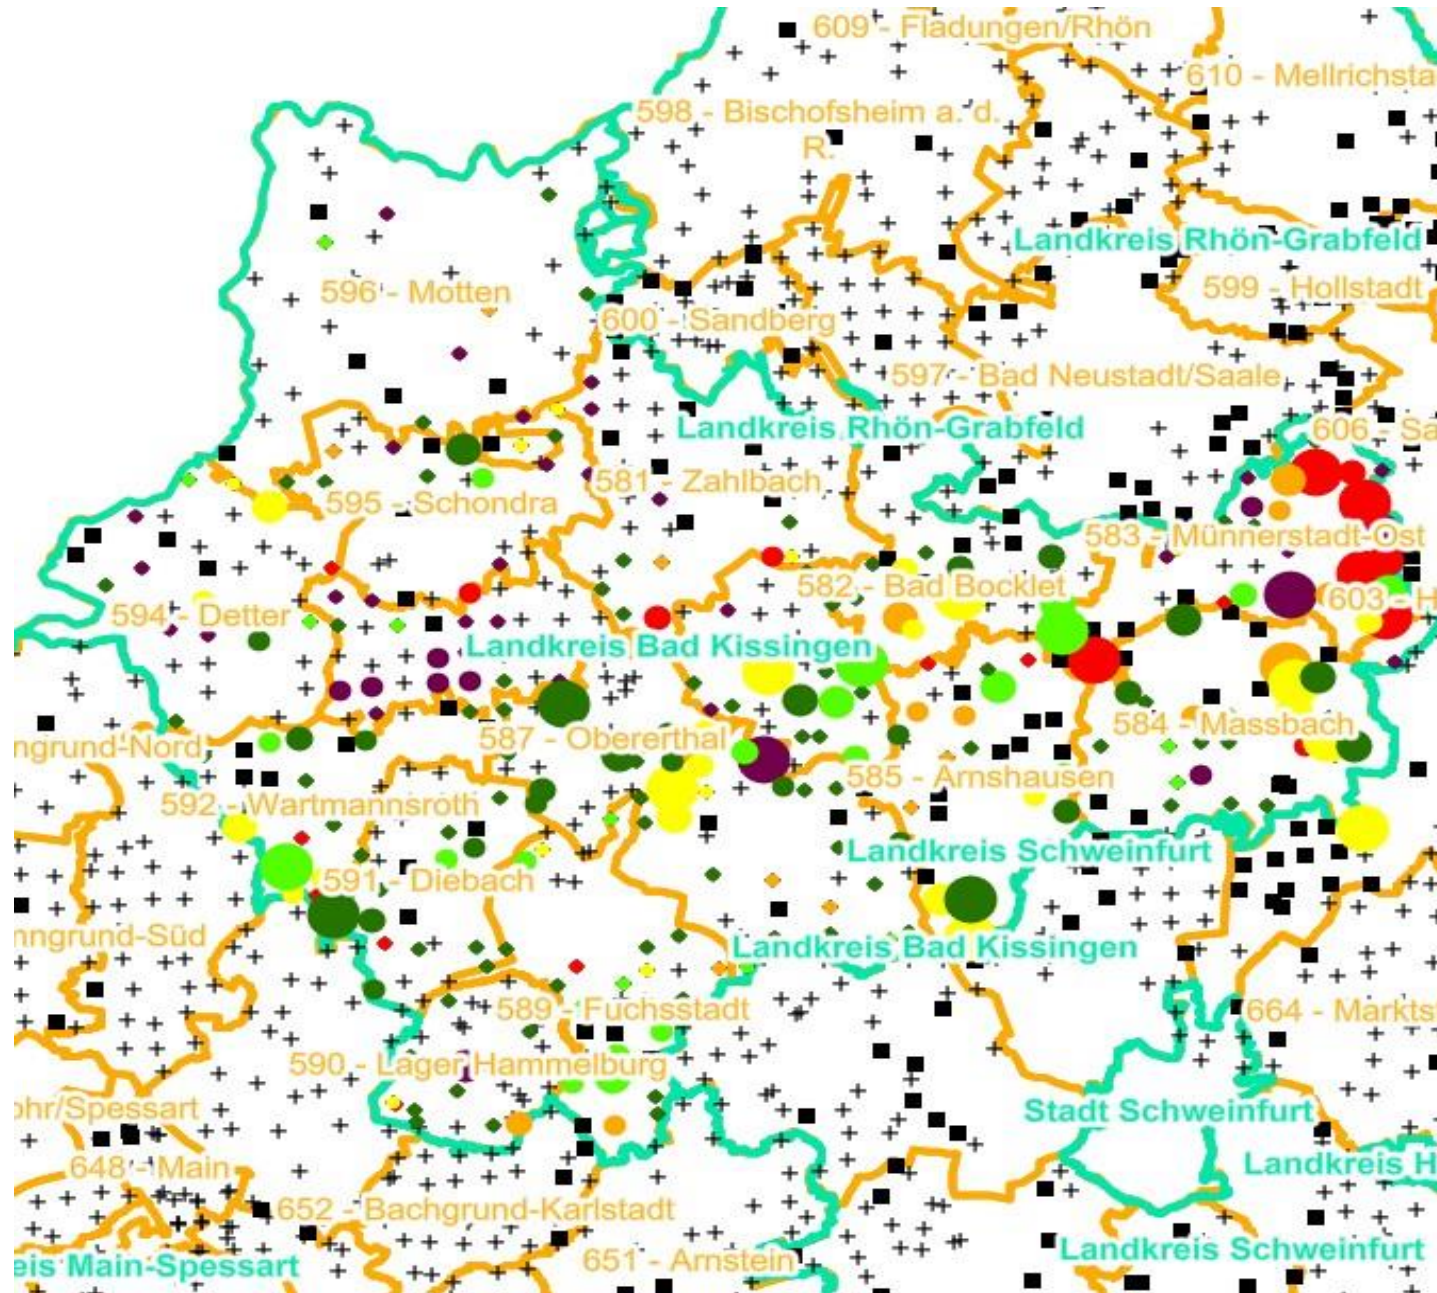 609 - Fladungen/Rhön
610 - Mellrichsta
598 - Bischofsheim a. d.
R.
Landkreis Rhön-Grabfeld
596 - Motten
599 - Hollstadt
600 - Sandberg
597 - Bad Neustadt/Saale
Landkreis Rhön-Grabfeld
606 - Sa
581 - Zahlbach
595 - Schondra
583 - Münnerstadt-Ost
582 - Bad Bocklet
603 - H
594 - Detter
Landkreis Bad Kissingen
584 - Massbach
587 - Obererthal
ngrund-Nord
585 - Arnshausen
592 - Wartmannsroth
Landkreis Schweinfurt
591 - Diebach
nngrund-Süd
Landkreis Bad Kissingen
589 - Fuchsstadt
664 - Markts
590 - Lager Hammelburg
ohr/Spessart
Stadt Schweinfurt
648 - Main
Landkreis H
652 - Bachgrund-Karlstadt
Landkreis Schweinfurt
651 - Arnstein
eis Main-Spessart